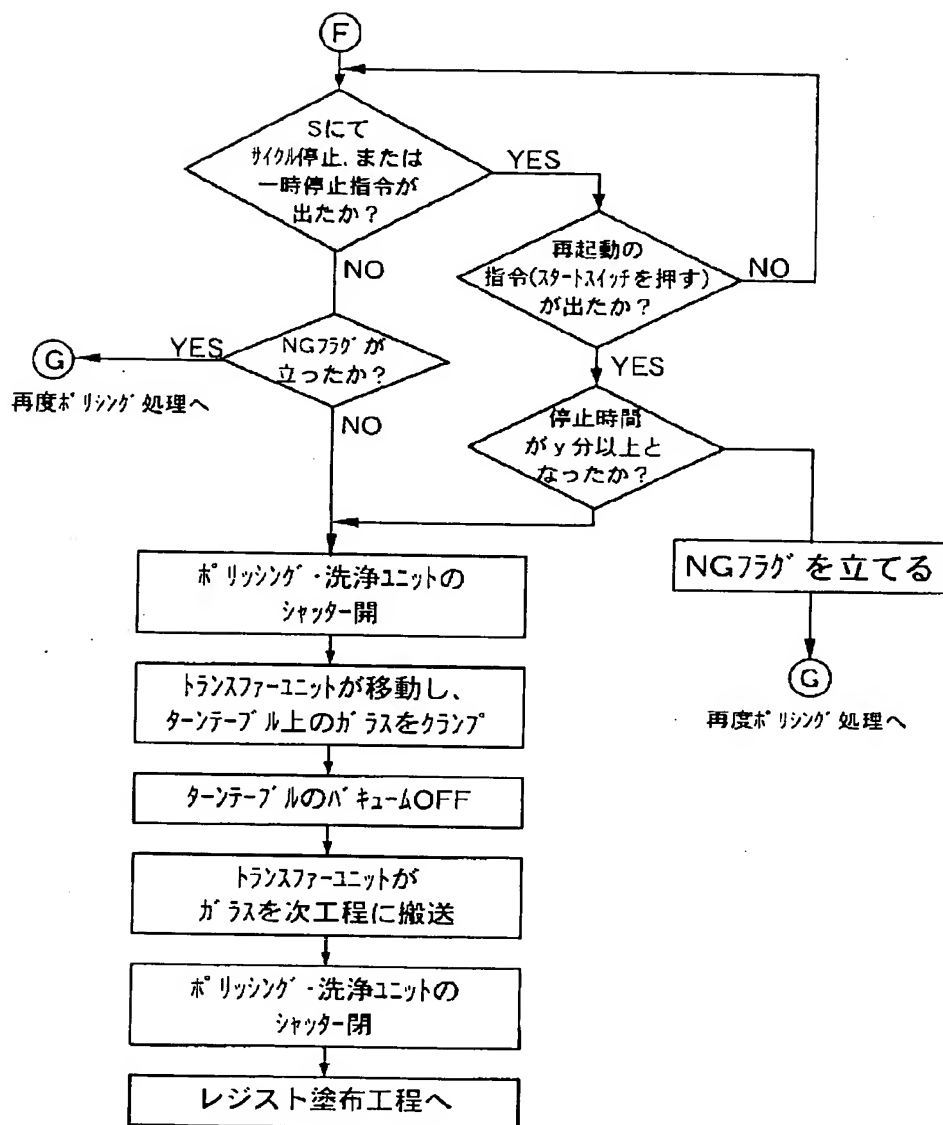 F
Sにて
ｻｲｸﾙ停止、または
一時停止指令が
出たか？
YES
NO
再起動の
指令(ｽﾀｰﾄｽｲｯﾁを押す)
が出たか？
NO
YES
NGﾌﾗｸﾞが
立ったか？
YES
G
再度ﾎﾟﾘｼﾝｸﾞ処理へ
NO
停止時間
がｙ分以上と
なったか？
NGﾌﾗｸﾞを立てる
G
再度ﾎﾟﾘｼﾝｸﾞ処理へ
ﾎﾟﾘｯｼﾝｸﾞ・洗浄ﾕﾆｯﾄの
ｼｬｯﾀｰ開
ﾄﾗﾝｽﾌｧｰﾕﾆｯﾄが移動し、
ﾀｰﾝﾃｰﾌﾞﾙ上のｶﾞﾗｽをｸﾗﾝﾌﾟ
ﾀｰﾝﾃｰﾌﾞﾙのﾊﾞｷｭｰﾑOFF
ﾄﾗﾝｽﾌｧｰﾕﾆｯﾄが
ｶﾞﾗｽを次工程に搬送
ﾎﾟﾘｯｼﾝｸﾞ・洗浄ﾕﾆｯﾄの
ｼｬｯﾀｰ閉
レジスト塗布工程へ